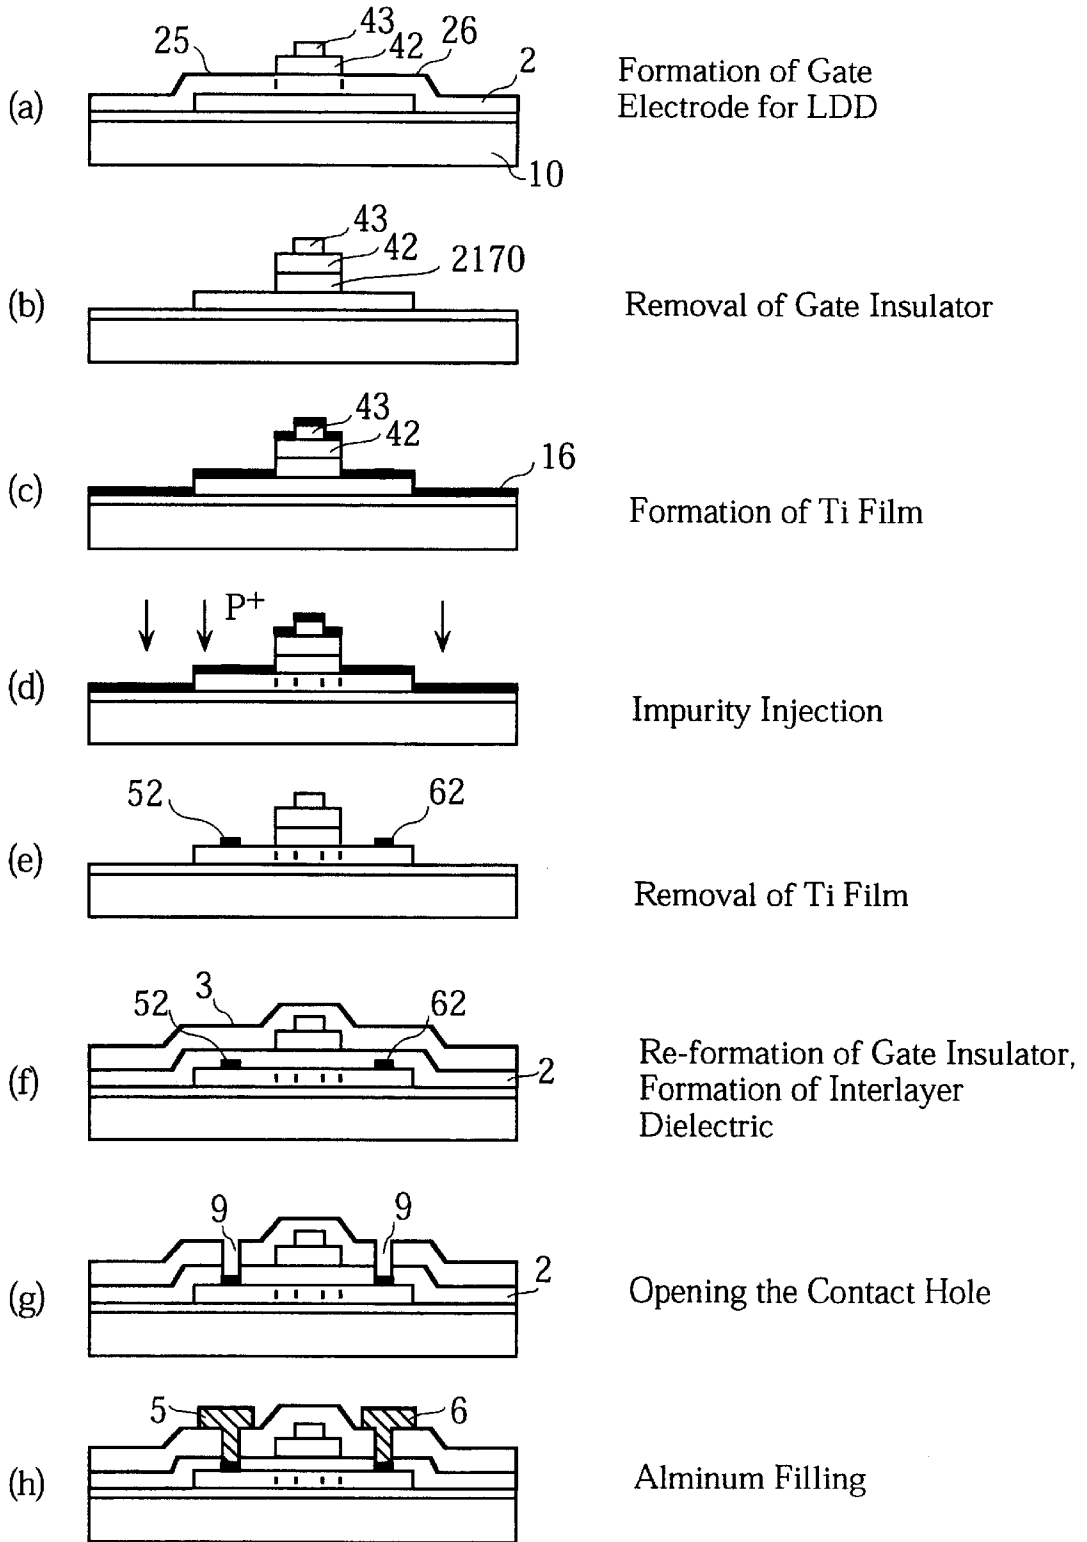 43
25
42
26
2
(a)
Formation of Gate
Electrode for LDD
10
43
42
2170
(b)
Removal of Gate Insulator
43
42
16
(c)
Formation of Ti Film
P+
(d)
Impurity Injection
52
62
(e)
Removal of Ti Film
3
52
62
2
(f)
Re-formation of Gate Insulator,
Formation of Interlayer
Dielectric
9
9
2
(g)
Opening the Contact Hole
5
6
(h)
Alminum Filling